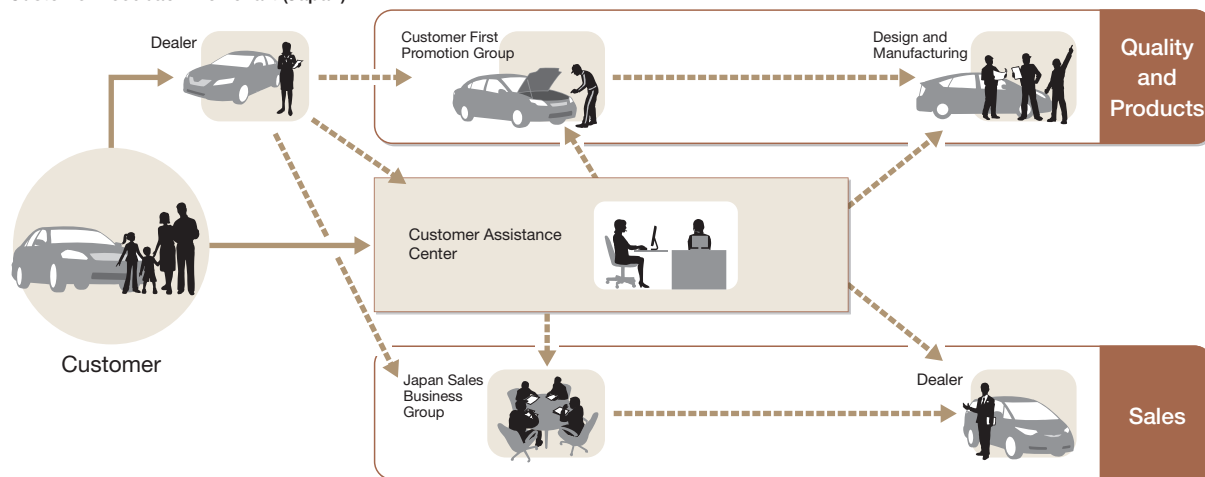 Dealer
Customer First
Promotion Group
Design and
Manufacturing
Quality
and
Products
Customer Assistance
Center
Customer
Japan Sales
Business
Group
Dealer
Sales